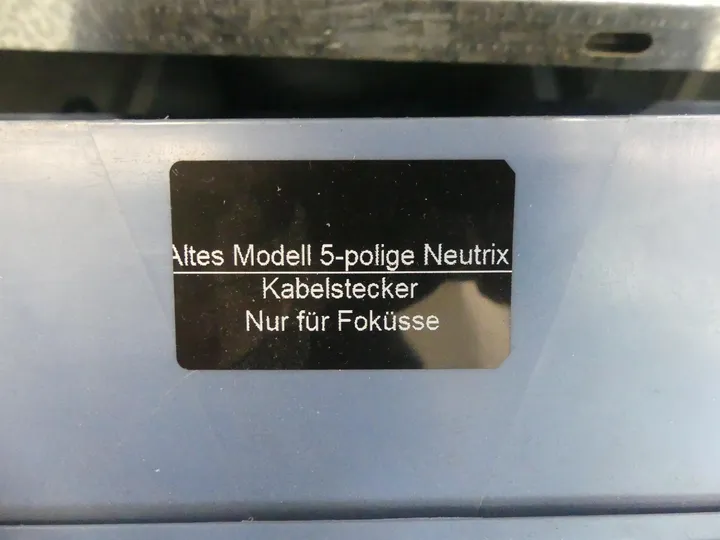 Altes Modell 5-polige Neutrix
Kabelstecker
Nur für Foküsse